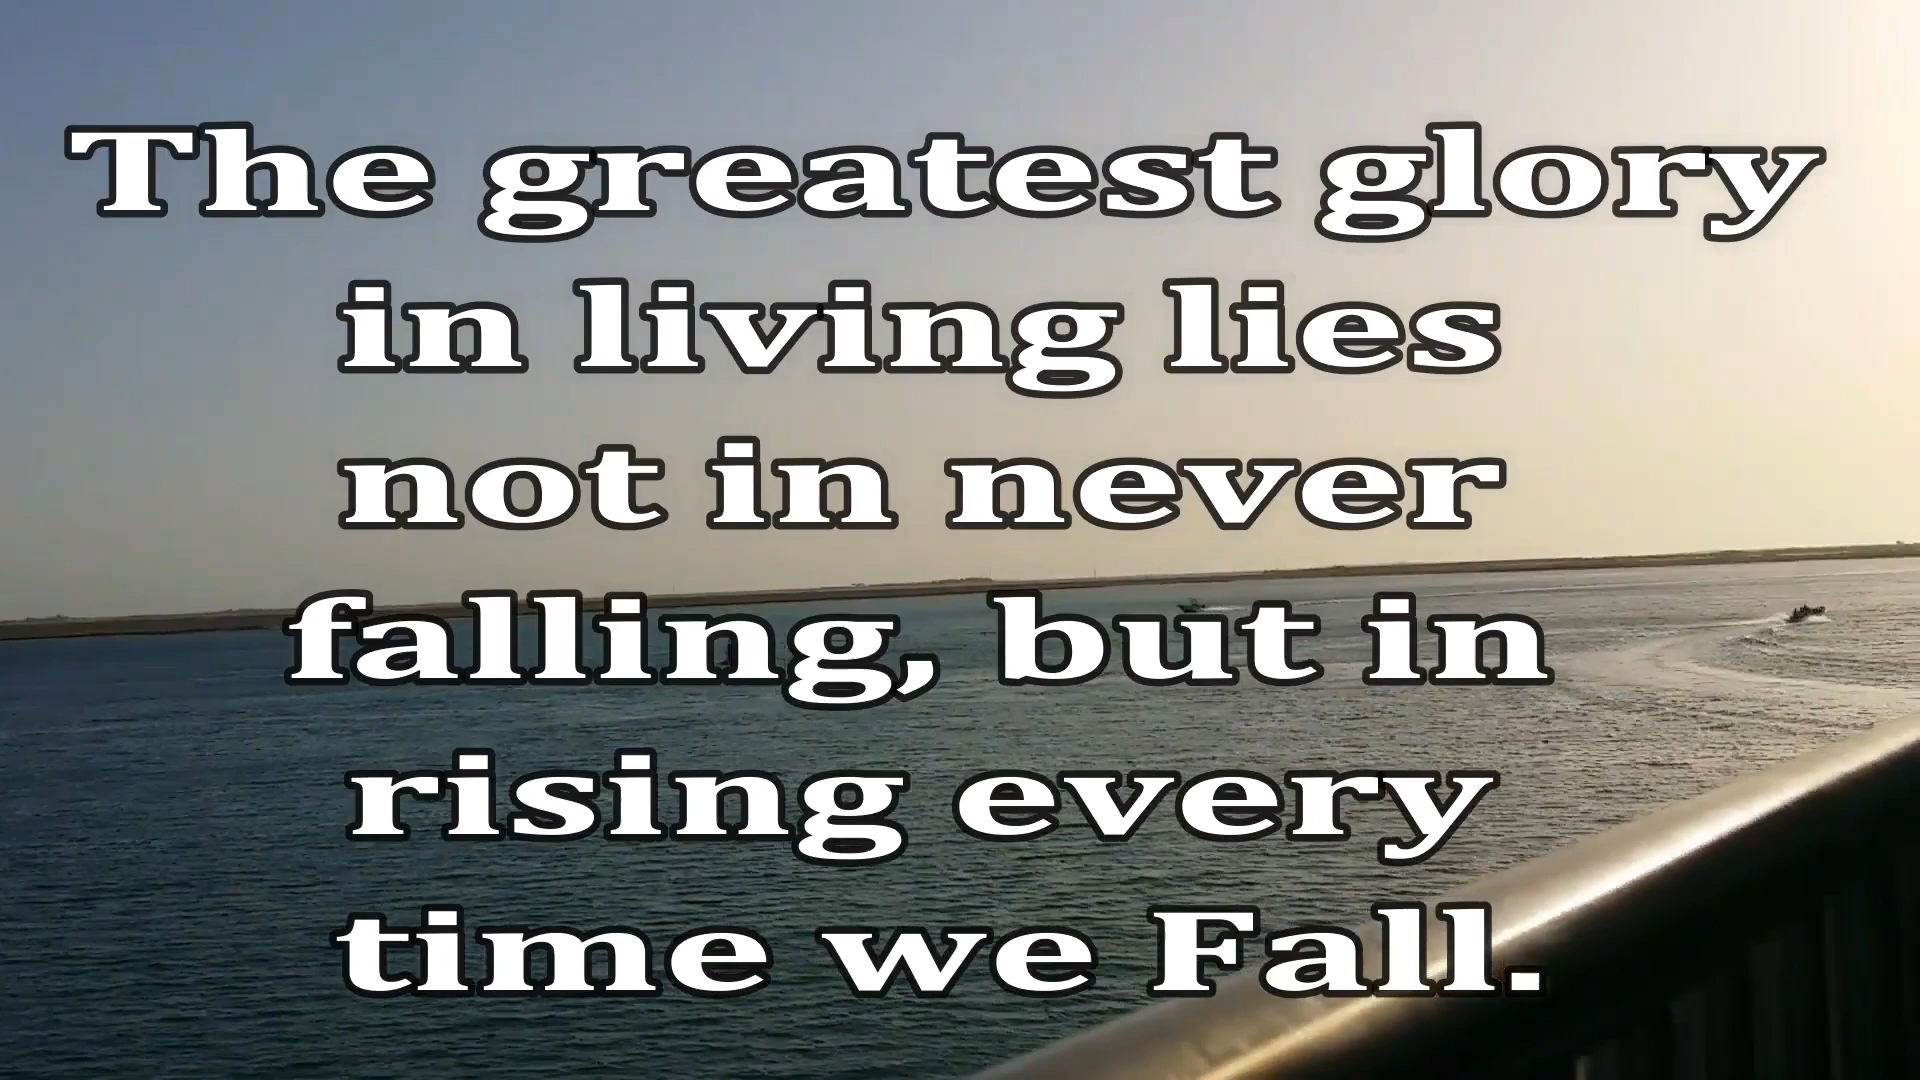 The greatest glory
in living lies
not in never
falling, but in
rising every
time we Fall.